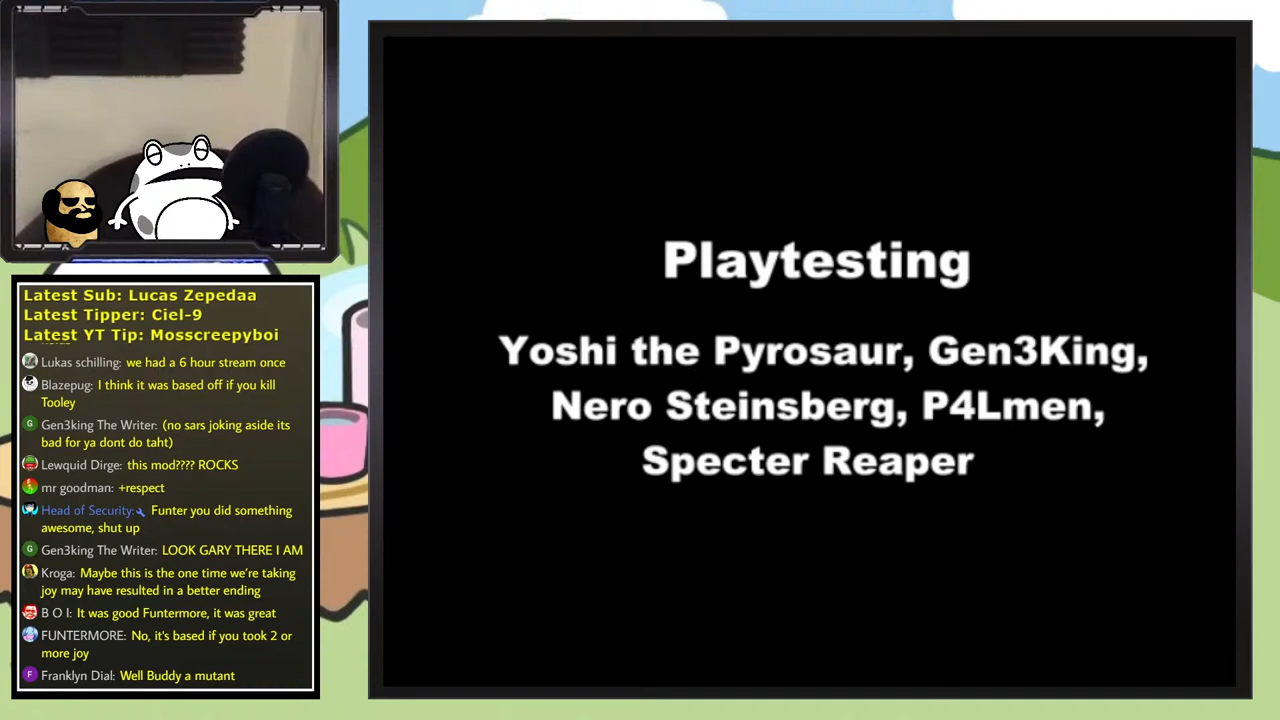 Latest Sub: Lucas Zepedaa
Latest Tipper: Ciel-9
Latest YT Tip: Mosscreepyboi
Lukas schilling: we had a 6 hour stream once
Blazepug: I think it was based off if you kill
Tooley
Gen3king The Writer: (no sars joking aside its
bad for ya dont do taht)
Lewquid Dirge: this mod???? ROCKS
mr goodman: +respect
Head of Security: Funter you did something
awesome, shut up
Gen3king The Writer: LOOK GARY THERE I AM
Kroga: Maybe this is the one time we’re taking
joy may have resulted in a better ending
B O I: It was good Funtermore, it was great
FUNTERMORE: No, it's based if you took 2 or
more joy
Franklyn Dial: Well Buddy a mutant
Playtesting
Yoshi the Pyrosaur, Gen3King,
Nero Steinsberg, P4Lmen,
Specter Reaper